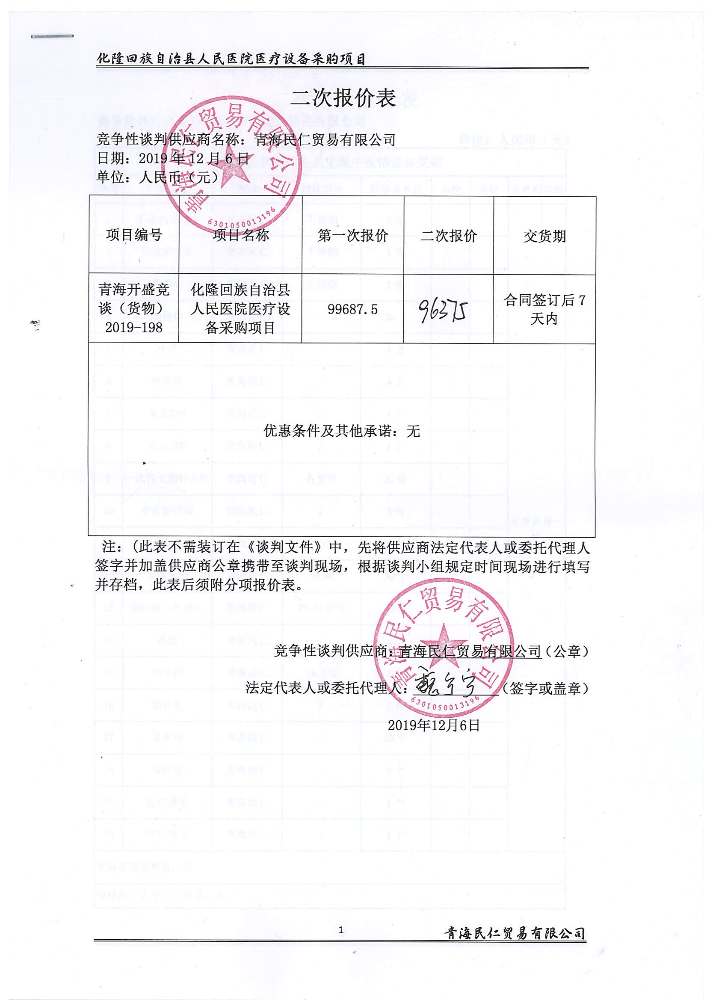 化隆回族自治县人民医院医疗设备采购项目
二次报价表
竞争性谈判供应商名称：青海民仁贸易有限公司
日期：2019年12月6日
单位：人民币（元）
青海民仁贸易有限公司
6301050013196
项目编号 项目名称 第一次报价 二次报价 交货期
青海开盛竞谈（货物）2019-198 化隆回族自治县人民医院医疗设备采购项目 99687.5 96375 合同签订后7天内
优惠条件及其他承诺：无
注：（此表不需装订在《谈判文件》中，先将供应商法定代表人或委托代理人
签字并加盖供应商公章携带至谈判现场，根据谈判小组规定时间现场进行填写
并存档，此表后须附分项报价表。
竞争性谈判供应商：青海民仁贸易有限公司（公章）
法定代表人或委托代理人：（签字或盖章）
青海民仁贸易有限公司
6301050013196
2019年12月6日
1
青海民仁贸易有限公司